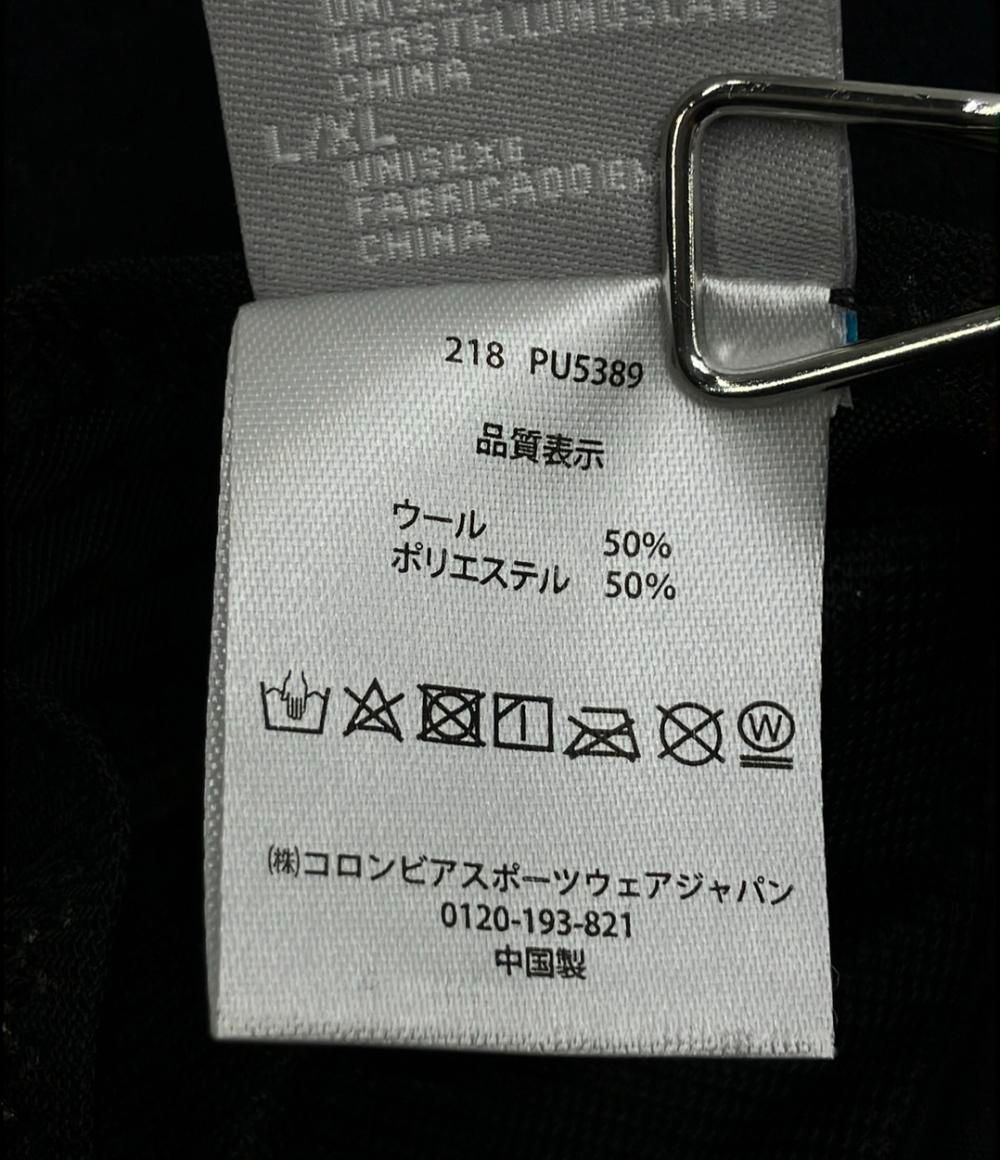 UNISEX
HERSTELLUNGSLAND
CHINA
L/XL
UNISEXE
FABRICADO EN
CHINA
218 PU5389
品質表示
ウール 50%
ポリエステル 50%
W
(株)コロンビアスポーツウェアジャパン
0120-193-821
中国製